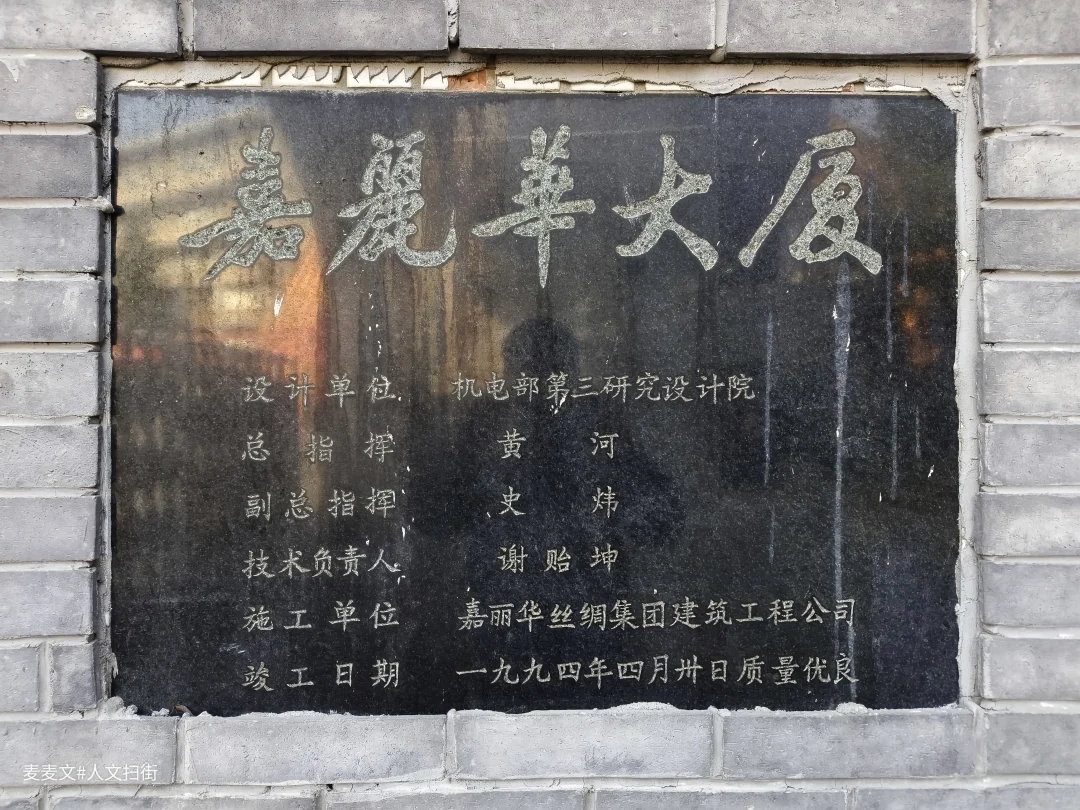 嘉麗華大厦
设计单位 机电部第三研究设计院
总指挥 黄河
副总指挥 史炜
技术负责人 谢贻坤
施工单位 嘉丽华丝绸集团建筑工程公司
竣工日期 一九九四年四月卅日质量优良
麦麦文#人文扫街